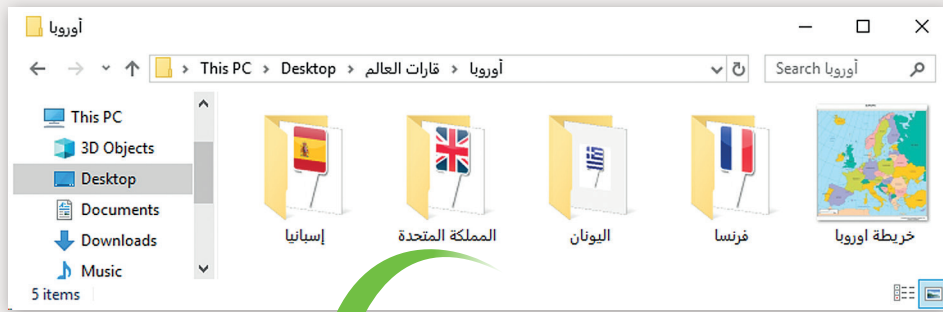 أوروبا
This PC > Desktop > قارات العالم > أوروبا
Search أوروبا
This PC
3D Objects
Desktop
Documents
Downloads
Music
إسبانيا
المملكة المتحدة
اليونان
فرنسا
خريطة اوروبا
5 items